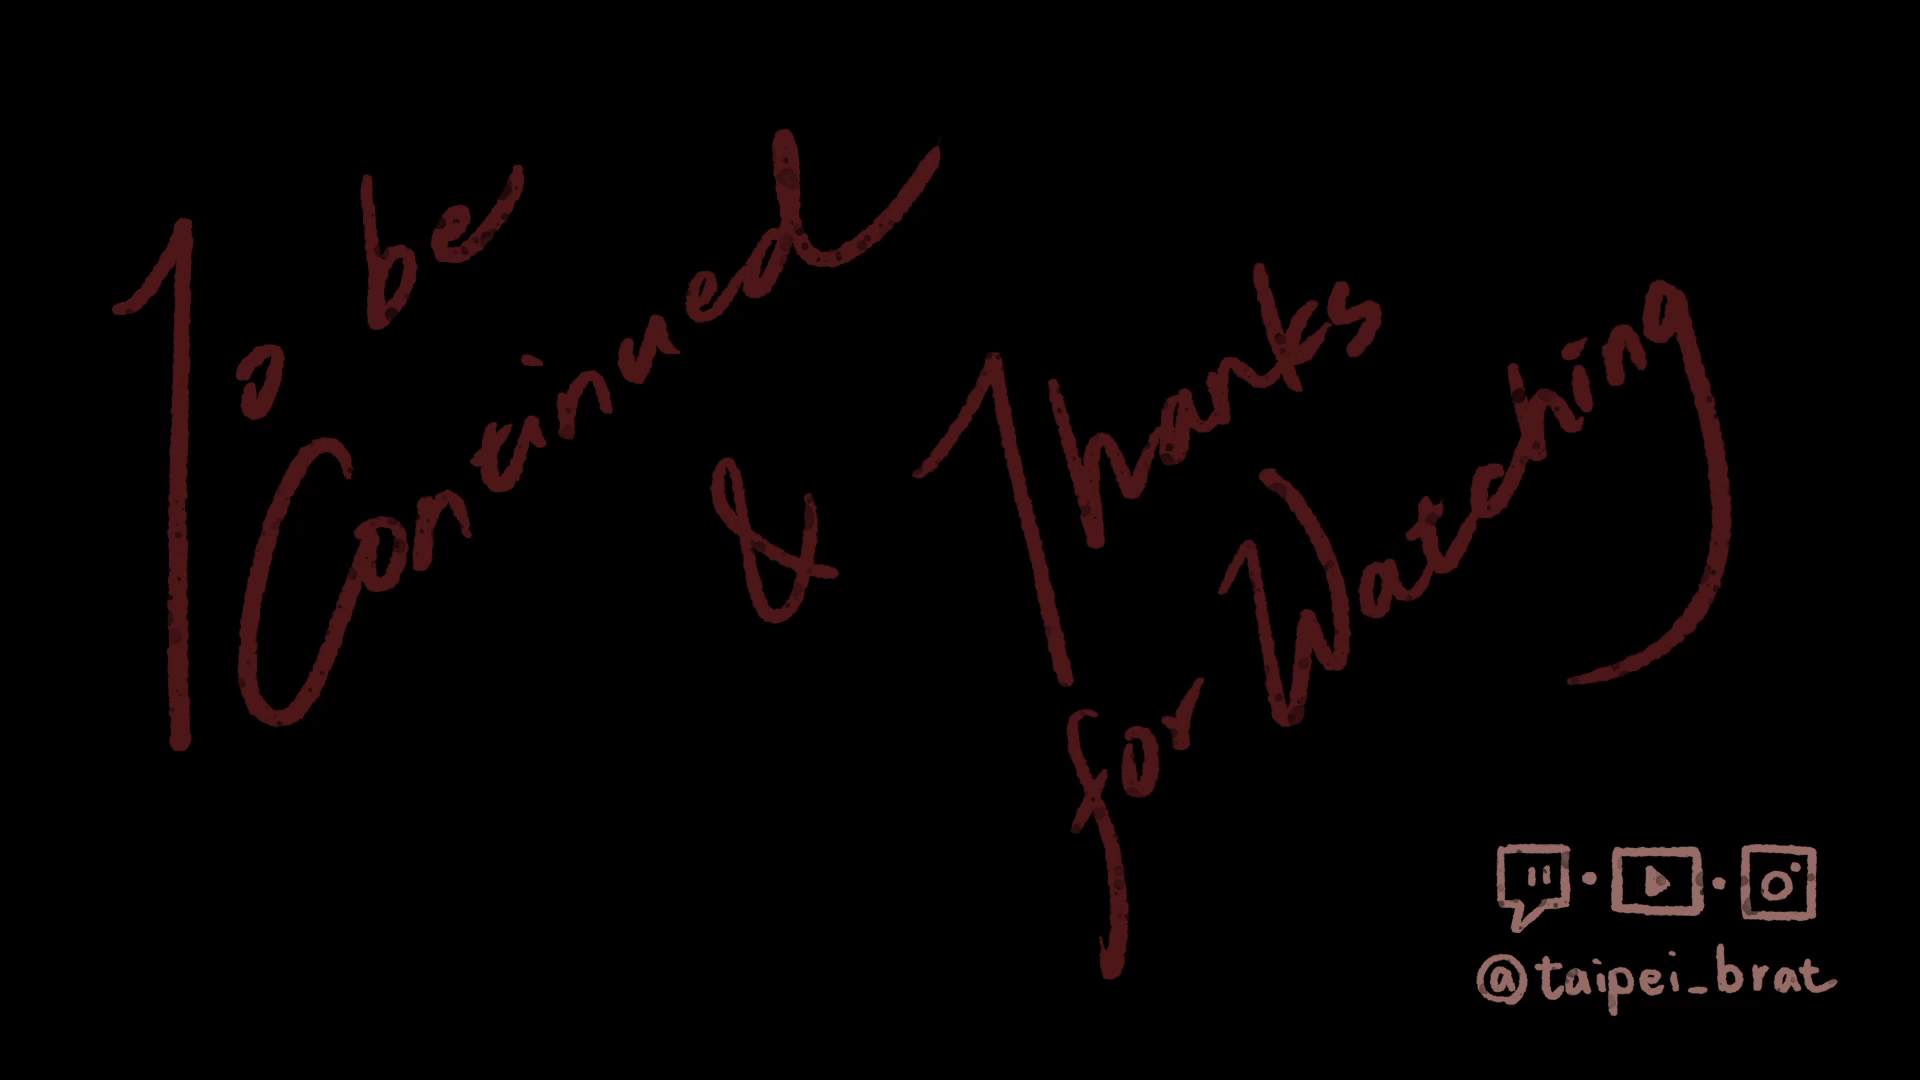 To be
Continued
& Thanks
for Watching
@taipei_brat